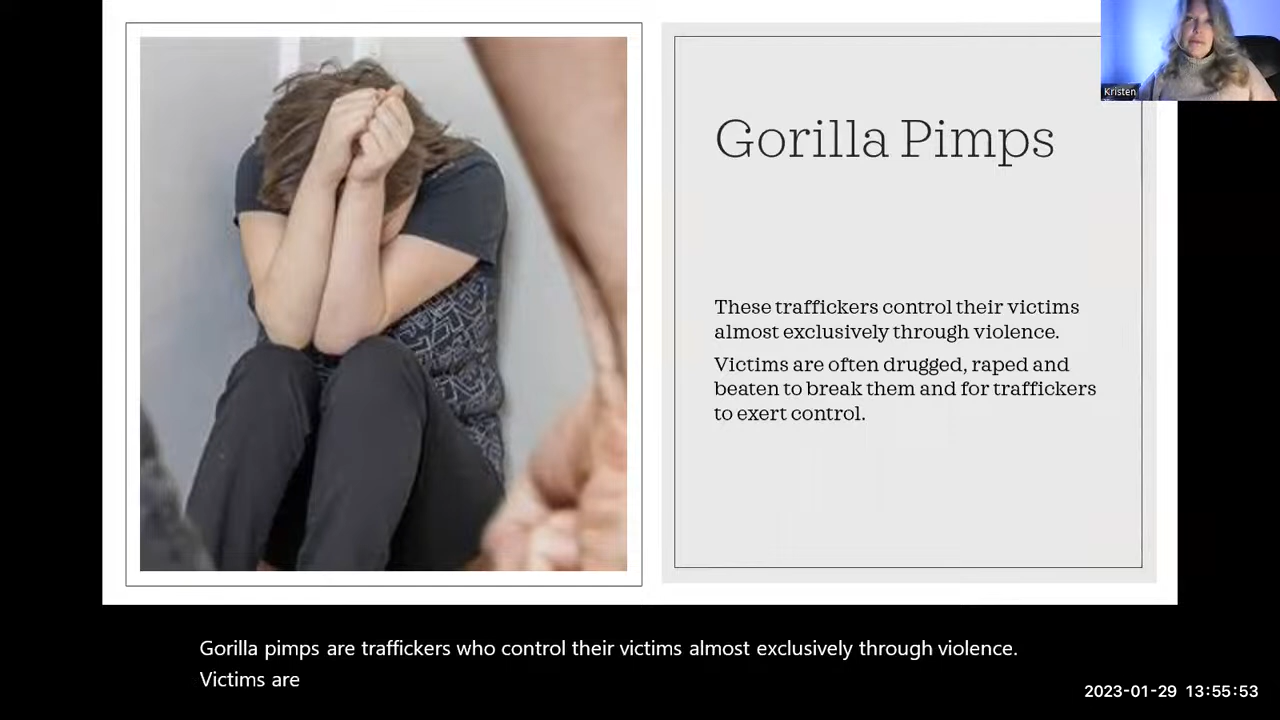 Kristen
Gorilla Pimps
These traffickers control their victims
almost exclusively through violence.
Victims are often drugged, raped and
beaten to break them and for traffickers
to exert control.
Gorilla pimps are traffickers who control their victims almost exclusively through violence.
Victims are
2023-01-29 13:55:53